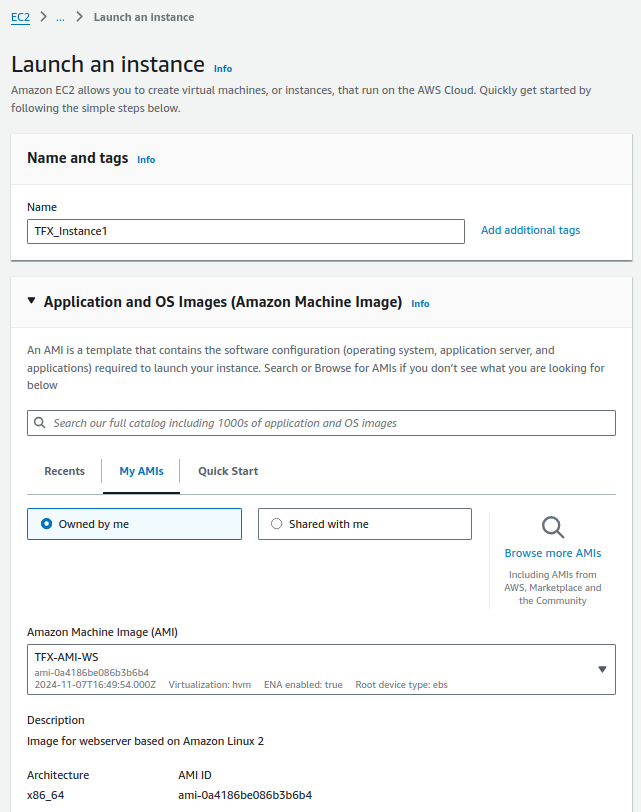 EC2 > ... > Launch an instance
Launch an instance Info
Amazon EC2 allows you to create virtual machines, or instances, that run on the AWS Cloud. Quickly get started by
following the simple steps below.
Name and tags Info
Name
TFX_Instance1
Add additional tags
Application and OS Images (Amazon Machine Image) Info
An AMI is a template that contains the software configuration (operating system, application server, and
applications) required to launch your instance. Search or Browse for AMIs if you don't see what you are looking for
below
Search our full catalog including 1000s of application and OS images
Recents My AMIs Quick Start
Owned by me
Shared with me
Browse more AMIs
Including AMIs from
AWS, Marketplace and
the Community
Amazon Machine Image (AMI)
TFX-AMI-WS
ami-0a4186be086b3b6b4
2024-11-07T16:49:54.000Z Virtualization: hvm ENA enabled: true Root device type: ebs
Description
Image for webserver based on Amazon Linux 2
Architecture AMI ID
x86_64 ami-0a4186be086b3b6b4